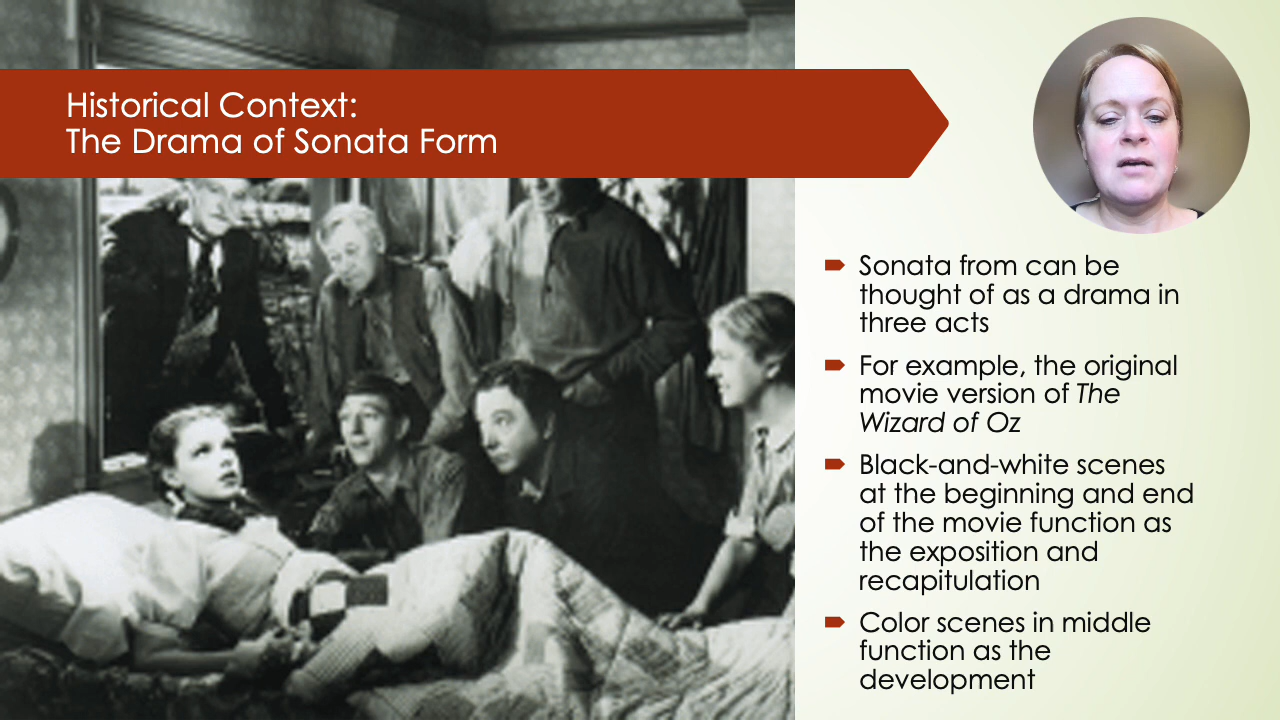 Historical Context:
The Drama of Sonata Form
Sonata from can be
thought of as a drama in
three acts
For example, the original
movie version of The
Wizard of Oz
Black-and-white scenes
at the beginning and end
of the movie function as
the exposition and
recapitulation
Color scenes in middle
function as the
development